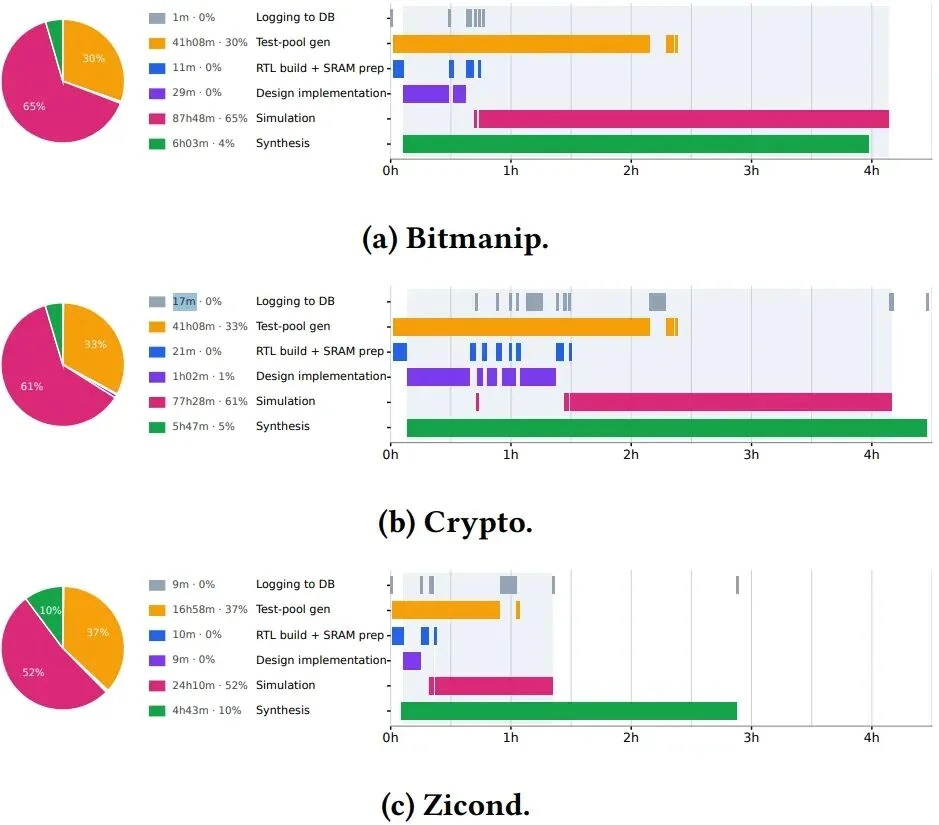 1m · 0% Logging to DB
30% 41h08m · 30% Test-pool gen
11m · 0% RTL build + SRAM prep
29m · 0% Design implementation
65% 87h48m · 65% Simulation
6h03m · 4% Synthesis
0h 1h 2h 3h 4h
(a) Bitmanip.
17m · 0% Logging to DB
33% 41h08m · 33% Test-pool gen
21m · 0% RTL build + SRAM prep
1h02m · 1% Design implementation
61% 77h28m · 61% Simulation
5h47m · 5% Synthesis
0h 1h 2h 3h 4h
(b) Crypto.
9m · 0% Logging to DB
10% 16h58m · 37% Test-pool gen
37% 10m · 0% RTL build + SRAM prep
9m · 0% Design implementation
52% 24h10m · 52% Simulation
4h43m · 10% Synthesis
0h 1h 2h 3h 4h
(c) Zicond.